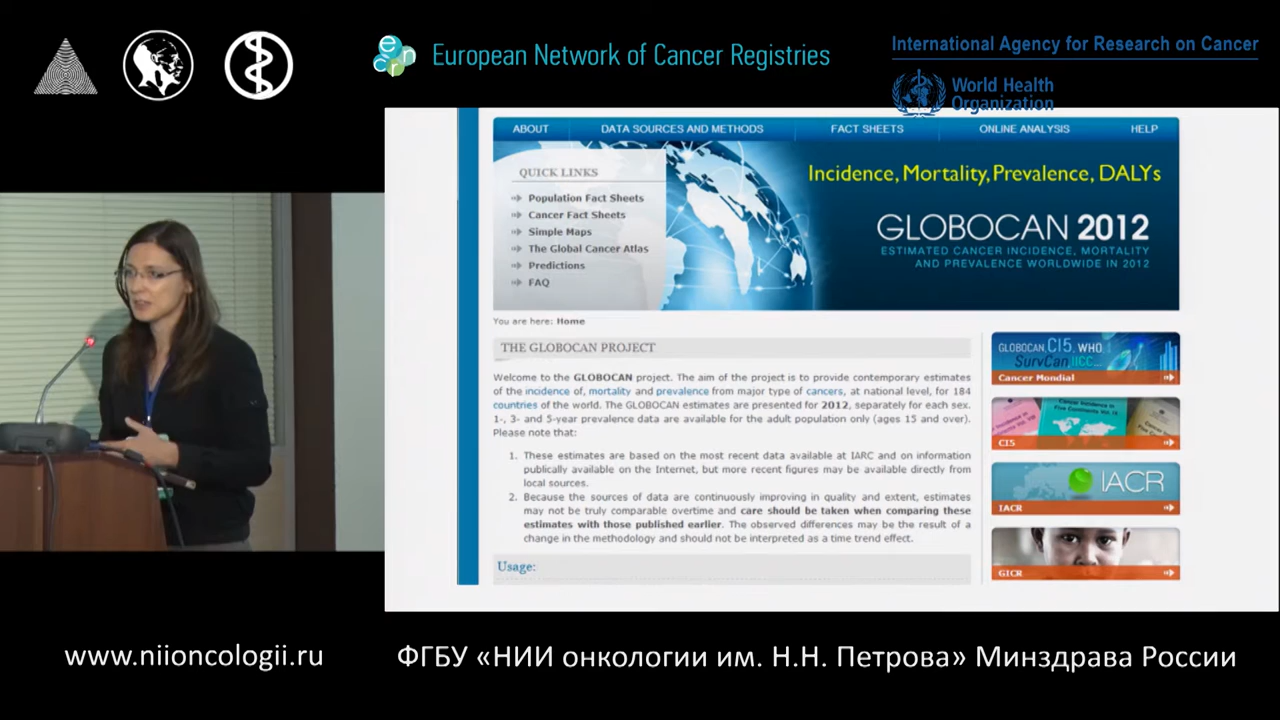 European Network of Cancer Registries
International Agency for Research on Cancer
World Health
Organization
ABOUT
DATA SOURCES AND METHODS
FACT SHEETS
ONLINE ANALYSIS
HELP
QUICK LINKS
Population Fact Sheets
Cancer Fact Sheets
Simple Maps
The Global Cancer Atlas
Predictions
FAQ
Incidence, Mortality, Prevalence, DALYs
GLOBOCAN 2012
ESTIMATED CANCER INCIDENCE, MORTALITY
AND PREVALENCE WORLDWIDE IN 2012
You are here: Home
THE GLOBOCAN PROJECT
Welcome to the GLOBOCAN project. The aim of the project is to provide contemporary estimates
of the incidence of, mortality and prevalence from major type of cancers, at national level, for 184
countries of the world. The GLOBOCAN estimates are presented for 2012, separately for each sex.
1-, 3- and 5-year prevalence data are available for the adult population only (ages 15 and over).
Please note that:
1. These estimates are based on the most recent data available at IARC and on information
publically available on the Internet, but more recent figures may be available directly from
local sources.
2. Because the sources of data are continuously improving in quality and extent, estimates
may not be truly comparable overtime and care should be taken when comparing these
estimates with those published earlier. The observed differences may be the result of a
change in the methodology and should not be interpreted as a time trend effect.
Usage:
GLOBOCAN, CI5, WHO
SurvCan IICC
Cancer Mondial
Cancer Incidence in
Five Continents
CI5
IACR
IACR
GICR
www.niioncologii.ru
ФГБУ «НИИ онкологии им. Н.Н. Петрова» Минздрава России